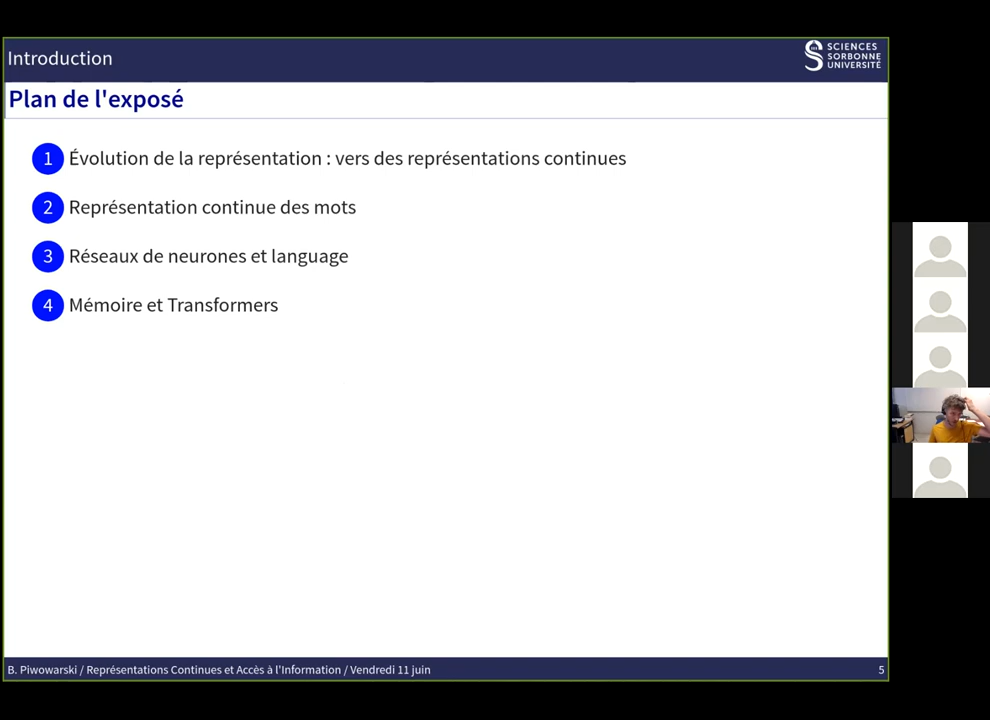 Introduction
SCIENCES
SORBONNE
UNIVERSITÉ
Plan de l'exposé
1 Évolution de la représentation : vers des représentations continues
2 Représentation continue des mots
3 Réseaux de neurones et language
4 Mémoire et Transformers
B. Piwowarski / Représentations Continues et Accès à l'Information / Vendredi 11 juin 5